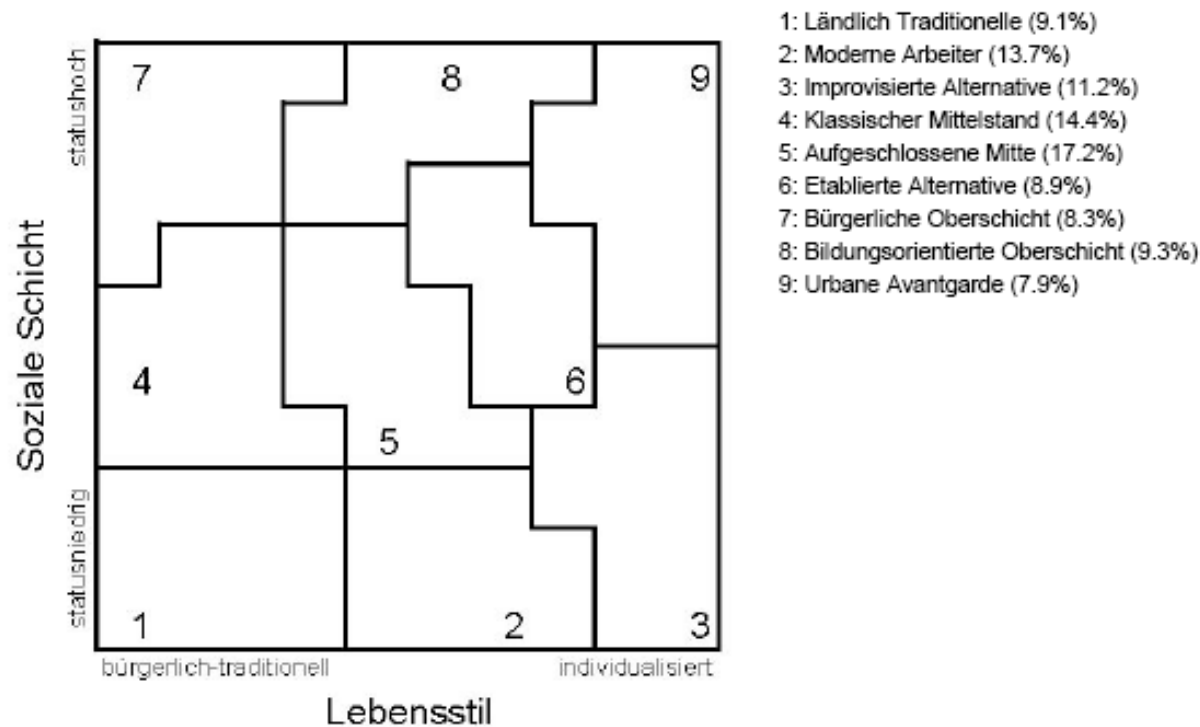 1: Ländlich Traditionelle (9.1%)
2: Moderne Arbeiter (13.7%)
3: Improvisierte Alternative (11.2%)
4: Klassischer Mittelstand (14.4%)
5: Aufgeschlossene Mitte (17.2%)
6: Etablierte Alternative (8.9%)
7: Bürgerliche Oberschicht (8.3%)
8: Bildungsorientierte Oberschicht (9.3%)
9: Urbane Avantgarde (7.9%)
Soziale Schicht
statushoch
statusniedrig
7
8
9
4
6
5
1
2
3
bürgerlich-traditionell
individualisiert
Lebensstil